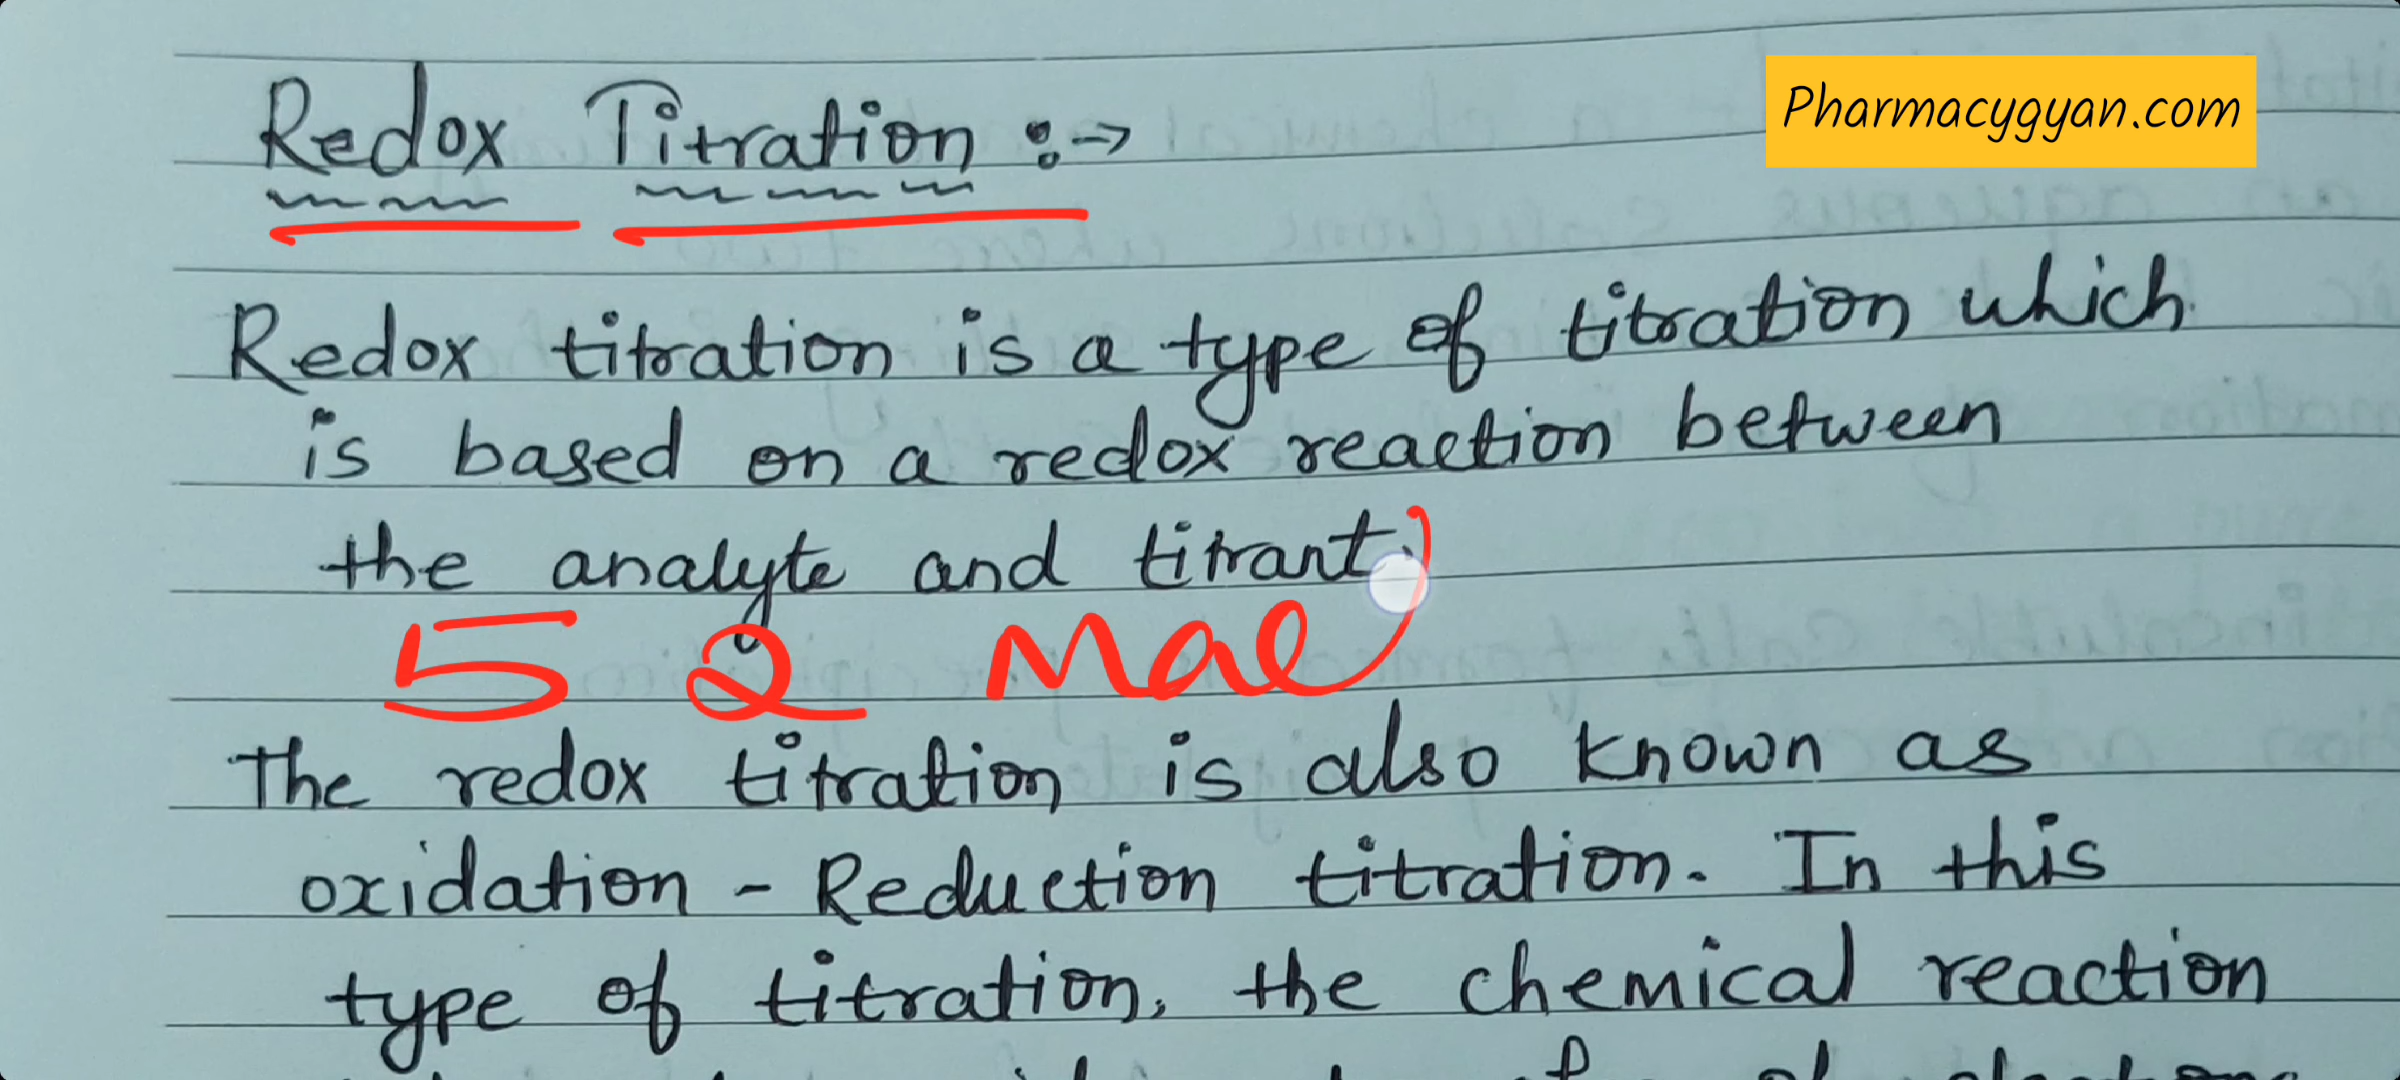 Redox Titration :→
Pharmacygyan.com
Redox titration is a type of titration which
is based on a redox reaction between
the analyte and titrant.
5 2
The redox titration is also known as
oxidation - Reduction titration. In this
type of titration, the chemical reaction